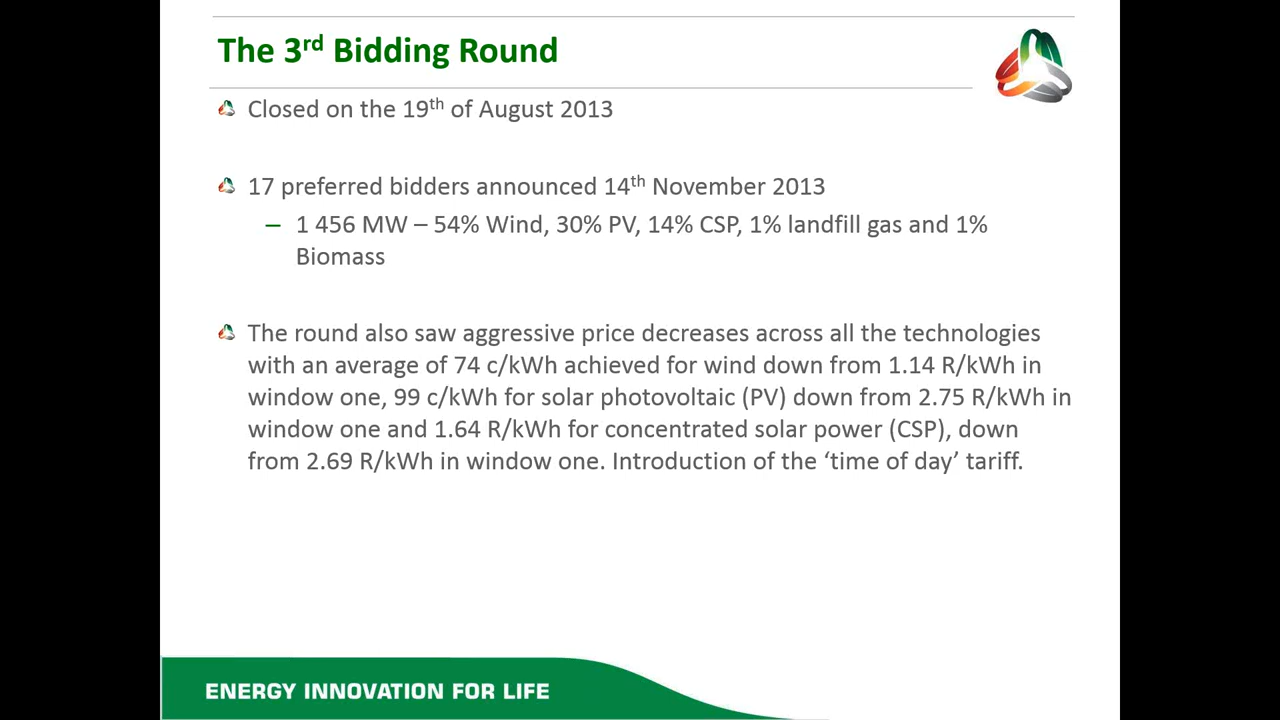 The 3rd Bidding Round
Closed on the 19th of August 2013
17 preferred bidders announced 14th November 2013
– 1 456 MW – 54% Wind, 30% PV, 14% CSP, 1% landfill gas and 1%
Biomass
The round also saw aggressive price decreases across all the technologies
with an average of 74 c/kWh achieved for wind down from 1.14 R/kWh in
window one, 99 c/kWh for solar photovoltaic (PV) down from 2.75 R/kWh in
window one and 1.64 R/kWh for concentrated solar power (CSP), down
from 2.69 R/kWh in window one. Introduction of the ‘time of day’ tariff.
ENERGY INNOVATION FOR LIFE